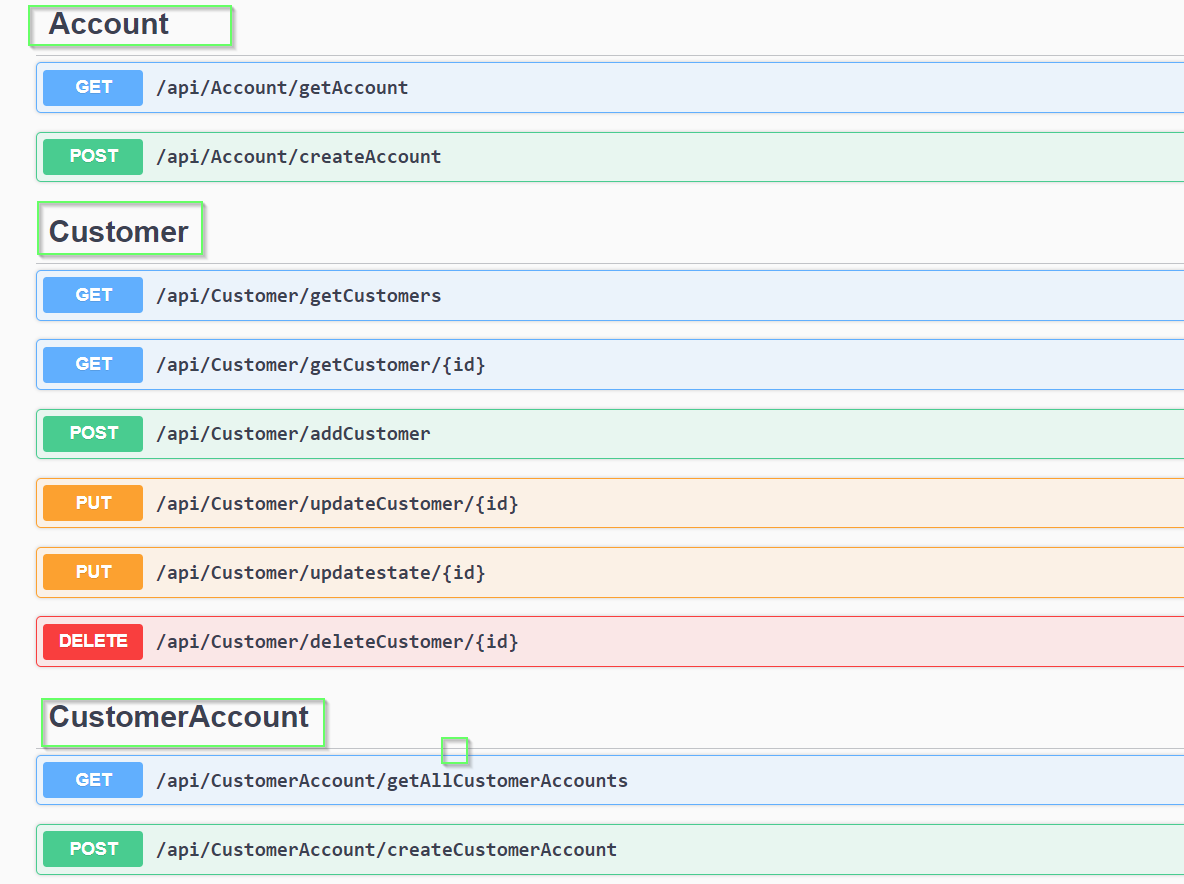 Account
GET /api/Account/getAccount
POST /api/Account/createAccount
Customer
GET /api/Customer/getCustomers
GET /api/Customer/getCustomer/{id}
POST /api/Customer/addCustomer
PUT /api/Customer/updateCustomer/{id}
PUT /api/Customer/updatestate/{id}
DELETE /api/Customer/deleteCustomer/{id}
CustomerAccount
GET /api/CustomerAccount/getAllCustomerAccounts
POST /api/CustomerAccount/createCustomerAccount